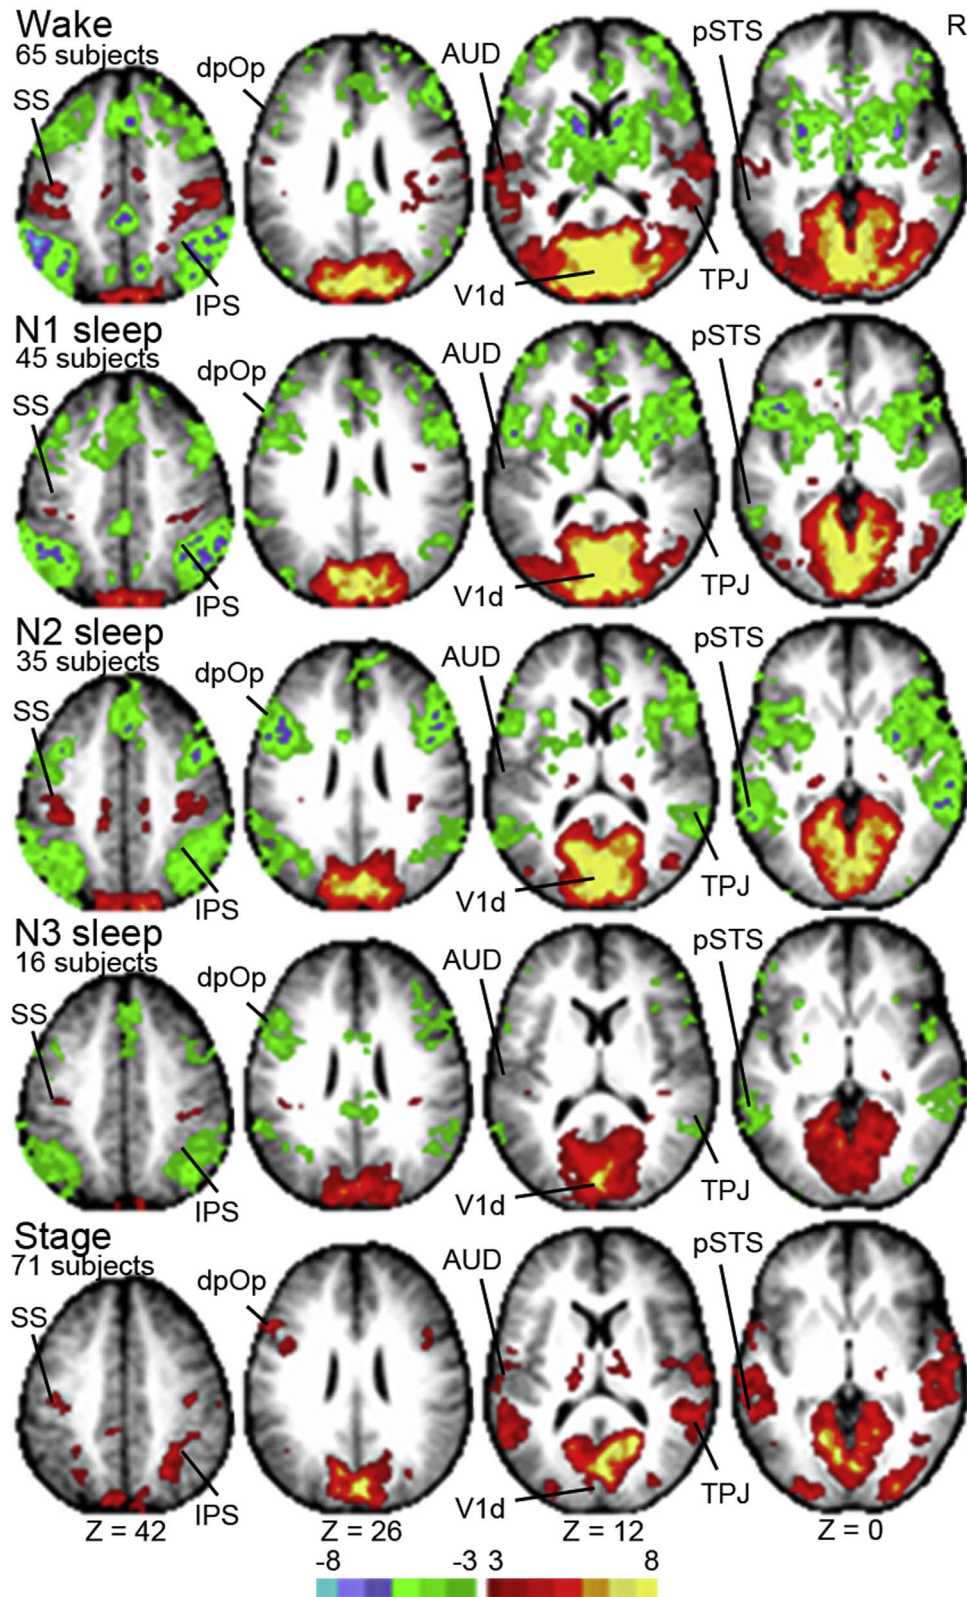 Wake
65 subjects
SS
dpOp
AUD
pSTS
R
IPS
V1d
TPJ
N1 sleep
45 subjects
SS
dpOp
AUD
pSTS
IPS
V1d
TPJ
N2 sleep
35 subjects
SS
dpOp
AUD
pSTS
IPS
V1d
TPJ
N3 sleep
16 subjects
SS
dpOp
AUD
pSTS
IPS
V1d
TPJ
Stage
71 subjects
SS
dpOp
AUD
pSTS
IPS
V1d
TPJ
Z = 42
Z = 26
Z = 12
Z = 0
-8 -3 3 8